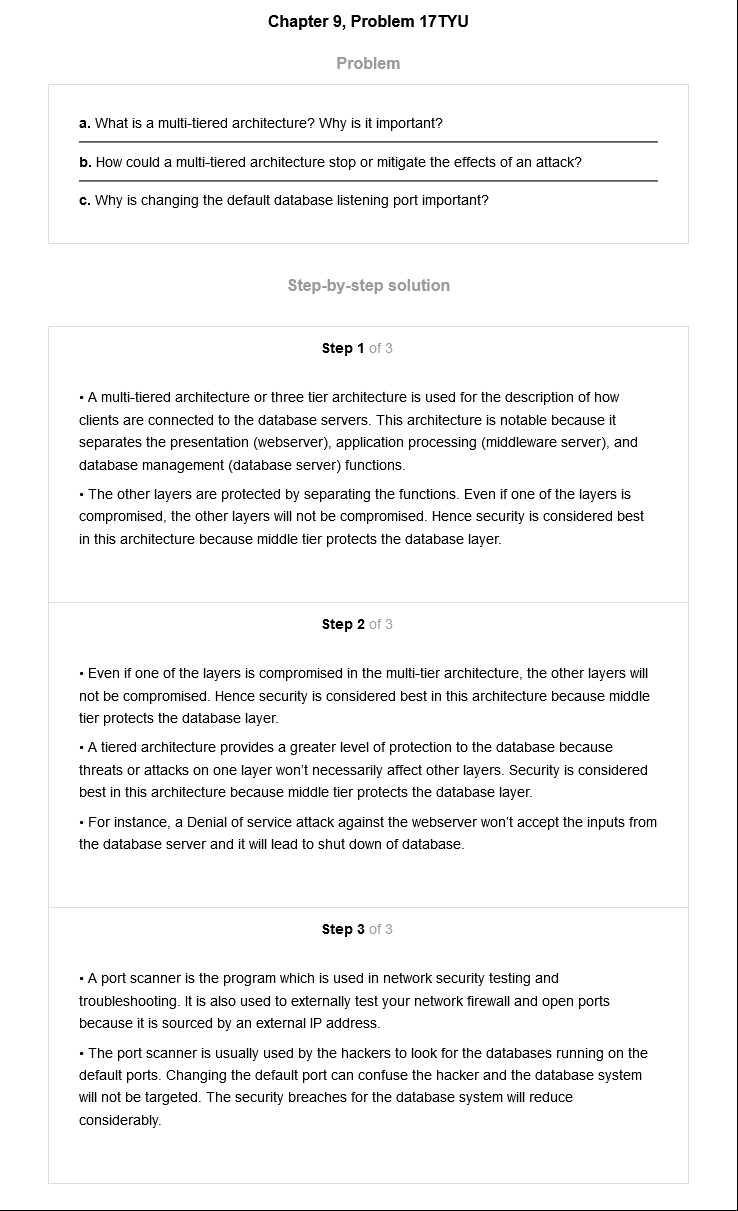 Chapter 9, Problem 17TYU
Problem
a. What is a multi-tiered architecture? Why is it important?
b. How could a multi-tiered architecture stop or mitigate the effects of an attack?
c. Why is changing the default database listening port important?
Step-by-step solution
Step 1 of 3
• A multi-tiered architecture or three tier architecture is used for the description of how
clients are connected to the database servers. This architecture is notable because it
separates the presentation (webserver), application processing (middleware server), and
database management (database server) functions.
• The other layers are protected by separating the functions. Even if one of the layers is
compromised, the other layers will not be compromised. Hence security is considered best
in this architecture because middle tier protects the database layer.
Step 2 of 3
• Even if one of the layers is compromised in the multi-tier architecture, the other layers will
not be compromised. Hence security is considered best in this architecture because middle
tier protects the database layer.
• A tiered architecture provides a greater level of protection to the database because
threats or attacks on one layer won't necessarily affect other layers. Security is considered
best in this architecture because middle tier protects the database layer.
• For instance, a Denial of service attack against the webserver won't accept the inputs from
the database server and it will lead to shut down of database.
Step 3 of 3
• A port scanner is the program which is used in network security testing and
troubleshooting. It is also used to externally test your network firewall and open ports
because it is sourced by an external IP address.
• The port scanner is usually used by the hackers to look for the databases running on the
default ports. Changing the default port can confuse the hacker and the database system
will not be targeted. The security breaches for the database system will reduce
considerably.